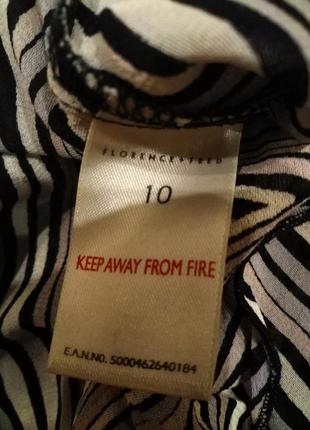 FLORENCE&FRED
10
KEEP AWAY FROM FIRE
E.A.N.NO. 5000462640184